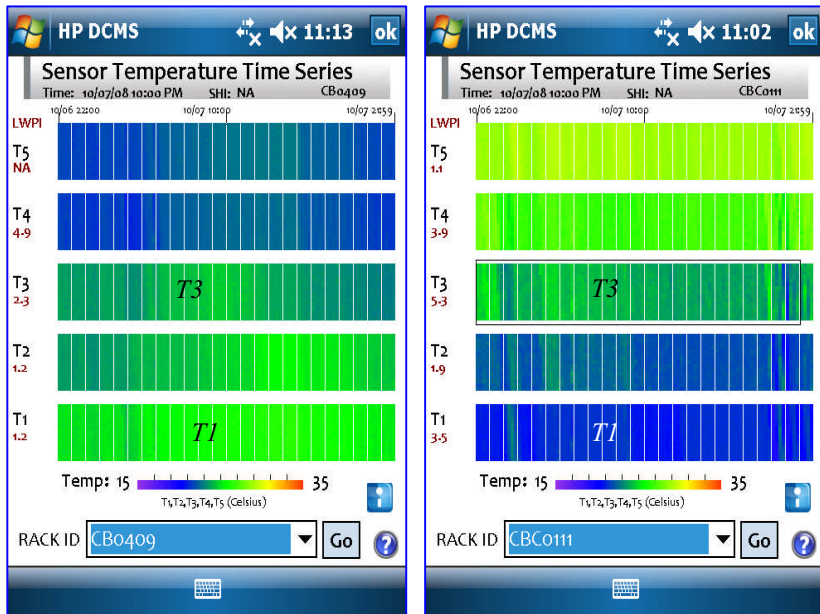 HP DCMS 11:13 ok
Sensor Temperature Time Series
Time: 10/07/08 10:00 PM SHI: NA CB0409
10/06 22:00 10/07 10:00 10/07 21:59
LWPI
T5
NA
T4
4.9
T3
2.3
T3
T2
1.2
T1
1.2
T1
Temp: 15 35
T1,T2,T3,T4,T5 (Celsius)
RACK ID CB0409 Go ?
HP DCMS 11:02 ok
Sensor Temperature Time Series
Time: 10/07/08 10:00 PM SHI: NA CBC0111
10/06 22:00 10/07 10:00 10/07 21:59
LWPI
T5
1.1
T4
3.9
T3
5.3
T3
T2
1.9
T1
3.5
T1
Temp: 15 35
T1,T2,T3,T4,T5 (Celsius)
RACK ID CBC0111 Go ?